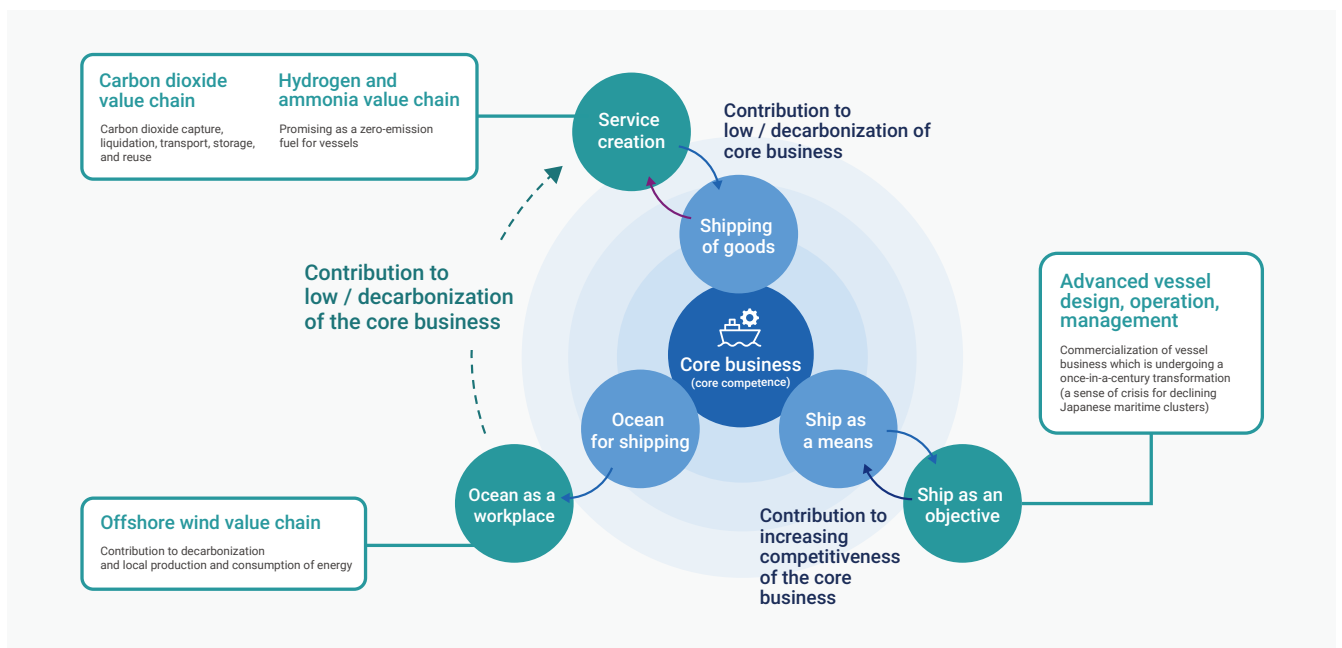 Carbon dioxide
value chain
Carbon dioxide capture,
liquidation, transport, storage,
and reuse
Hydrogen and
ammonia value chain
Promising as a zero-emission
fuel for vessels
Service
creation
Contribution to
low / decarbonization of
core business
Shipping
of goods
Contribution to
low / decarbonization
of the core business
Core business
(core competence)
Advanced vessel
design, operation,
management
Commercialization of vessel
business which is undergoing a
once-in-a-century transformation
(a sense of crisis for declining
Japanese maritime clusters)
Ocean
for shipping
Ship as
a means
Ocean as a
workplace
Ship as an
objective
Offshore wind value chain
Contribution to decarbonization
and local production and consumption of energy
Contribution to
increasing
competitiveness
of the core
business